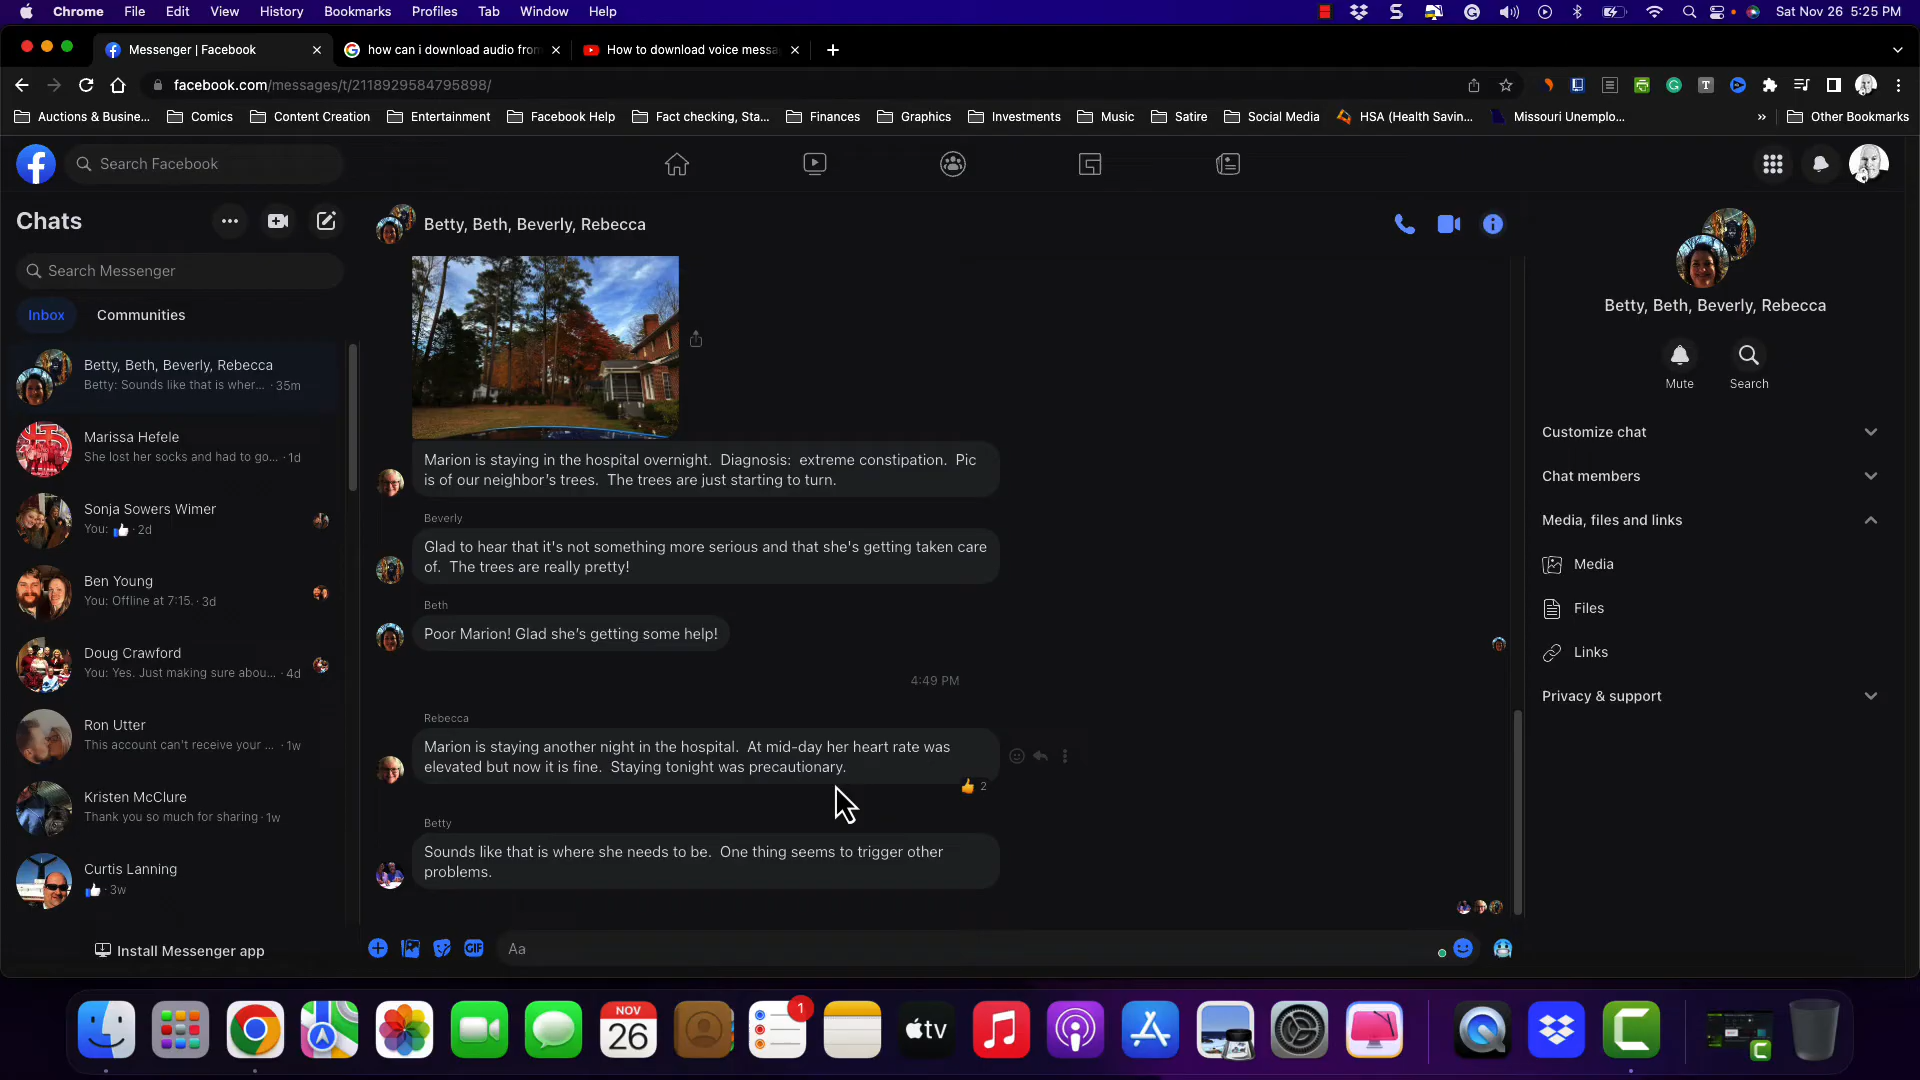 Chrome File Edit View History Bookmarks Profiles Tab Window Help Sat Nov 26 5:25 PM
Messenger | Facebook how can i download audio from How to download voice messa
facebook.com/messages/t/2118929584795898/
Auctions & Busine... Comics Content Creation Entertainment Facebook Help Fact checking, Sta... Finances Graphics Investments Music Satire Social Media HSA (Health Savin... Missouri Unemplo... » Other Bookmarks
Search Facebook
Chats
Search Messenger
Inbox Communities
Betty, Beth, Beverly, Rebecca
Betty: Sounds like that is wher... · 35m
Marissa Hefele
She lost her socks and had to go... · 1d
Sonja Sowers Wimer
You: 👍 · 2d
Ben Young
You: Offline at 7:15. · 3d
Doug Crawford
You: Yes. Just making sure abou... · 4d
Ron Utter
This account can't receive your ... · 1w
Kristen McClure
Thank you so much for sharing · 1w
Curtis Lanning
👍 · 3w
Install Messenger app
Betty, Beth, Beverly, Rebecca
Marion is staying in the hospital overnight. Diagnosis: extreme constipation. Pic
is of our neighbor's trees. The trees are just starting to turn.
Beverly
Glad to hear that it's not something more serious and that she's getting taken care
of. The trees are really pretty!
Beth
Poor Marion! Glad she's getting some help!
4:49 PM
Rebecca
Marion is staying another night in the hospital. At mid-day her heart rate was
elevated but now it is fine. Staying tonight was precautionary.
👍 2
Betty
Sounds like that is where she needs to be. One thing seems to trigger other
problems.
GIF Aa
Betty, Beth, Beverly, Rebecca
Mute Search
Customize chat
Chat members
Media, files and links
Media
Files
Links
Privacy & support
NOV
26
tv
1